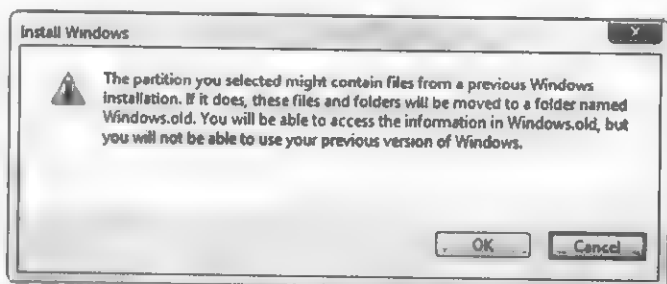 Install Windows
The partition you selected might contain files from a previous Windows
installation. If it does, these files and folders will be moved to a folder named
Windows.old. You will be able to access the information in Windows.old, but
you will not be able to use your previous version of Windows.
OK
Cancel